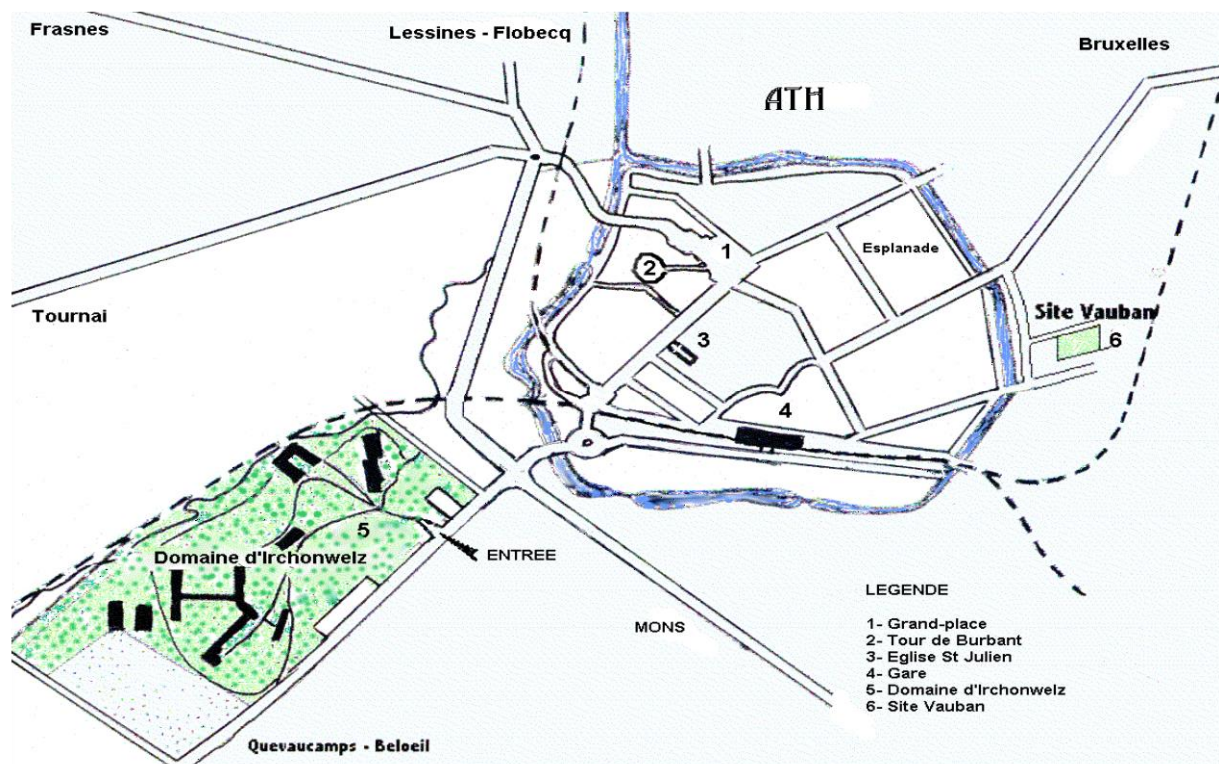 Frasnes
Lessines - Flobecq
Bruxelles
ATH
1
Esplanade
2
Tournai
Site Vauban
3
6
4
5
Domaine d'Irchonwelz
ENTREE
LEGENDE
MONS
1- Grand-place
2- Tour de Burbant
3- Eglise St Julien
4- Gare
5- Domaine d'Irchonwelz
6- Site Vauban
Quevaucamps - Beloeil